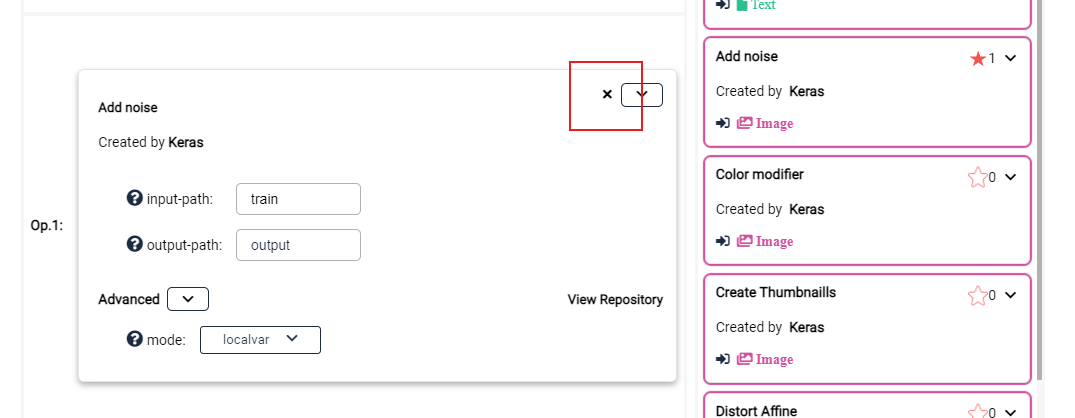 Op.1:
Add noise
Created by Keras
input-path: train
output-path: output
Advanced
View Repository
mode: localvar
Text
Add noise
1
Created by Keras
Image
Color modifier
0
Created by Keras
Image
Create Thumbnaills
0
Created by Keras
Image
Distort Affine
0